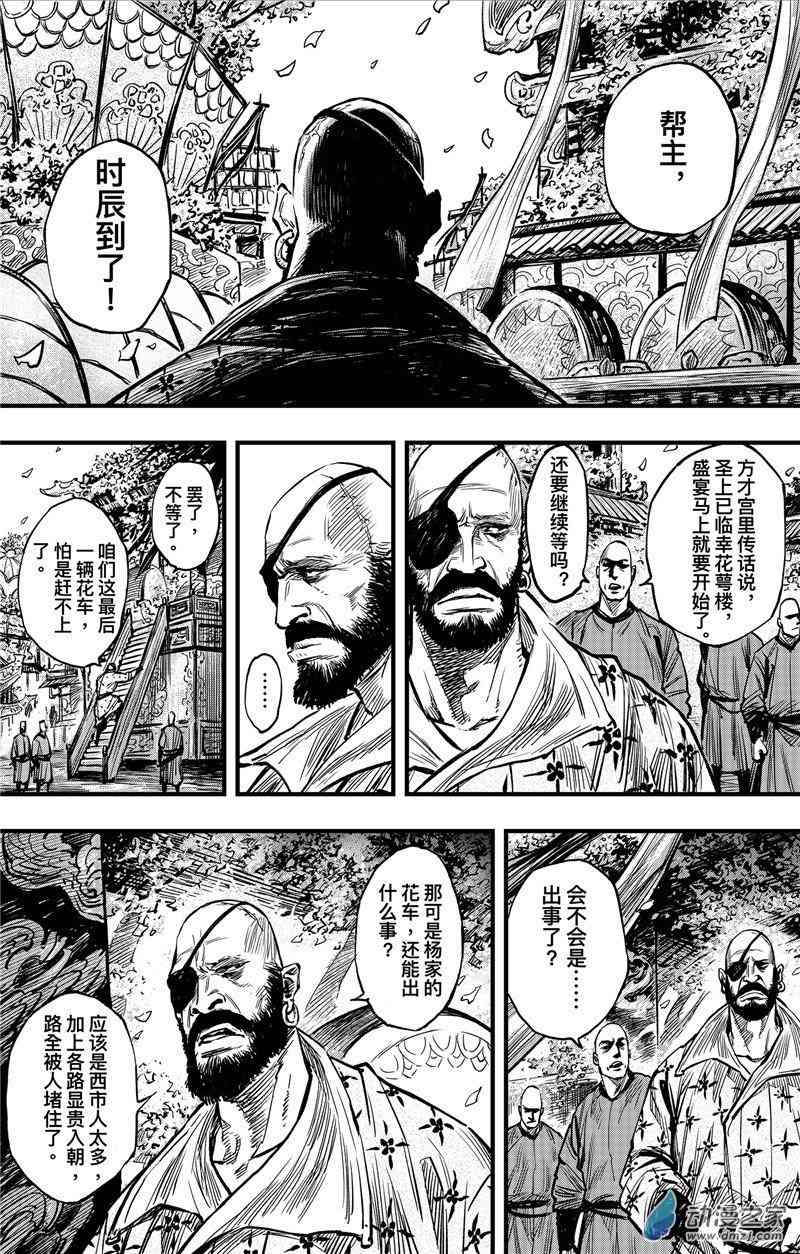 帮主，
时辰到了！
方才宫里传话说，
圣上已临幸花萼楼，
盛宴马上就要开始了。
还要继续等吗？
……
罢了，
不等了。
咱们这最后
一辆花车，
怕是赶不上
了。
会不会是……
出事了？
那可是杨家的
花车，还能出
什么事？
应该是西市人太多，
加上各路显贵入朝，
路全被人堵住了。
动漫之家
www.dmzj.com